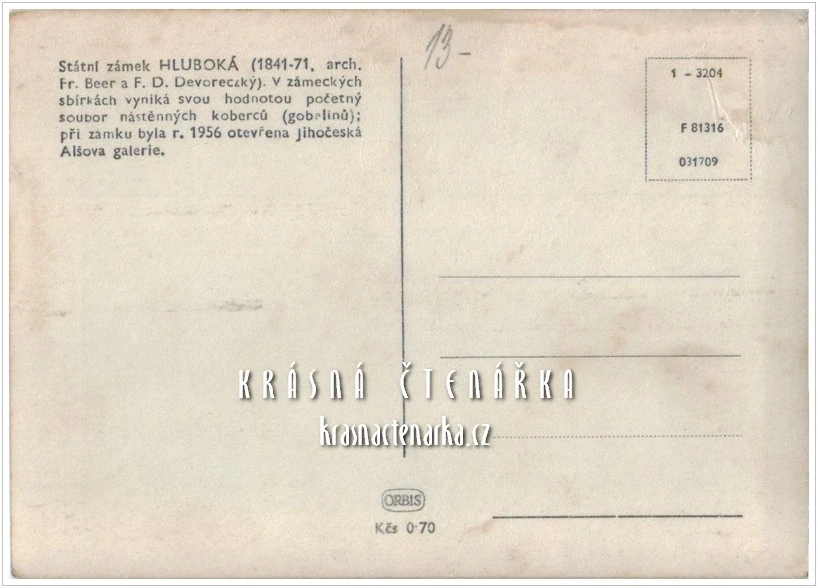 Státní zámek HLUBOKÁ (1841-71, arch.
Fr. Beer a F. D. Devoreczký). V zámeckých
sbírkách vyniká svou hodnotou početný
soubor nástěnných koberců (gobelinů);
při zámku byla r. 1956 otevřena Jihočeská
Alšova galerie.
13-
1 - 3204
F 81316
031709
KRÁSNÁ ČTENÁŘKA
krasnactenarka.cz
ORBIS
Kčs 0·70